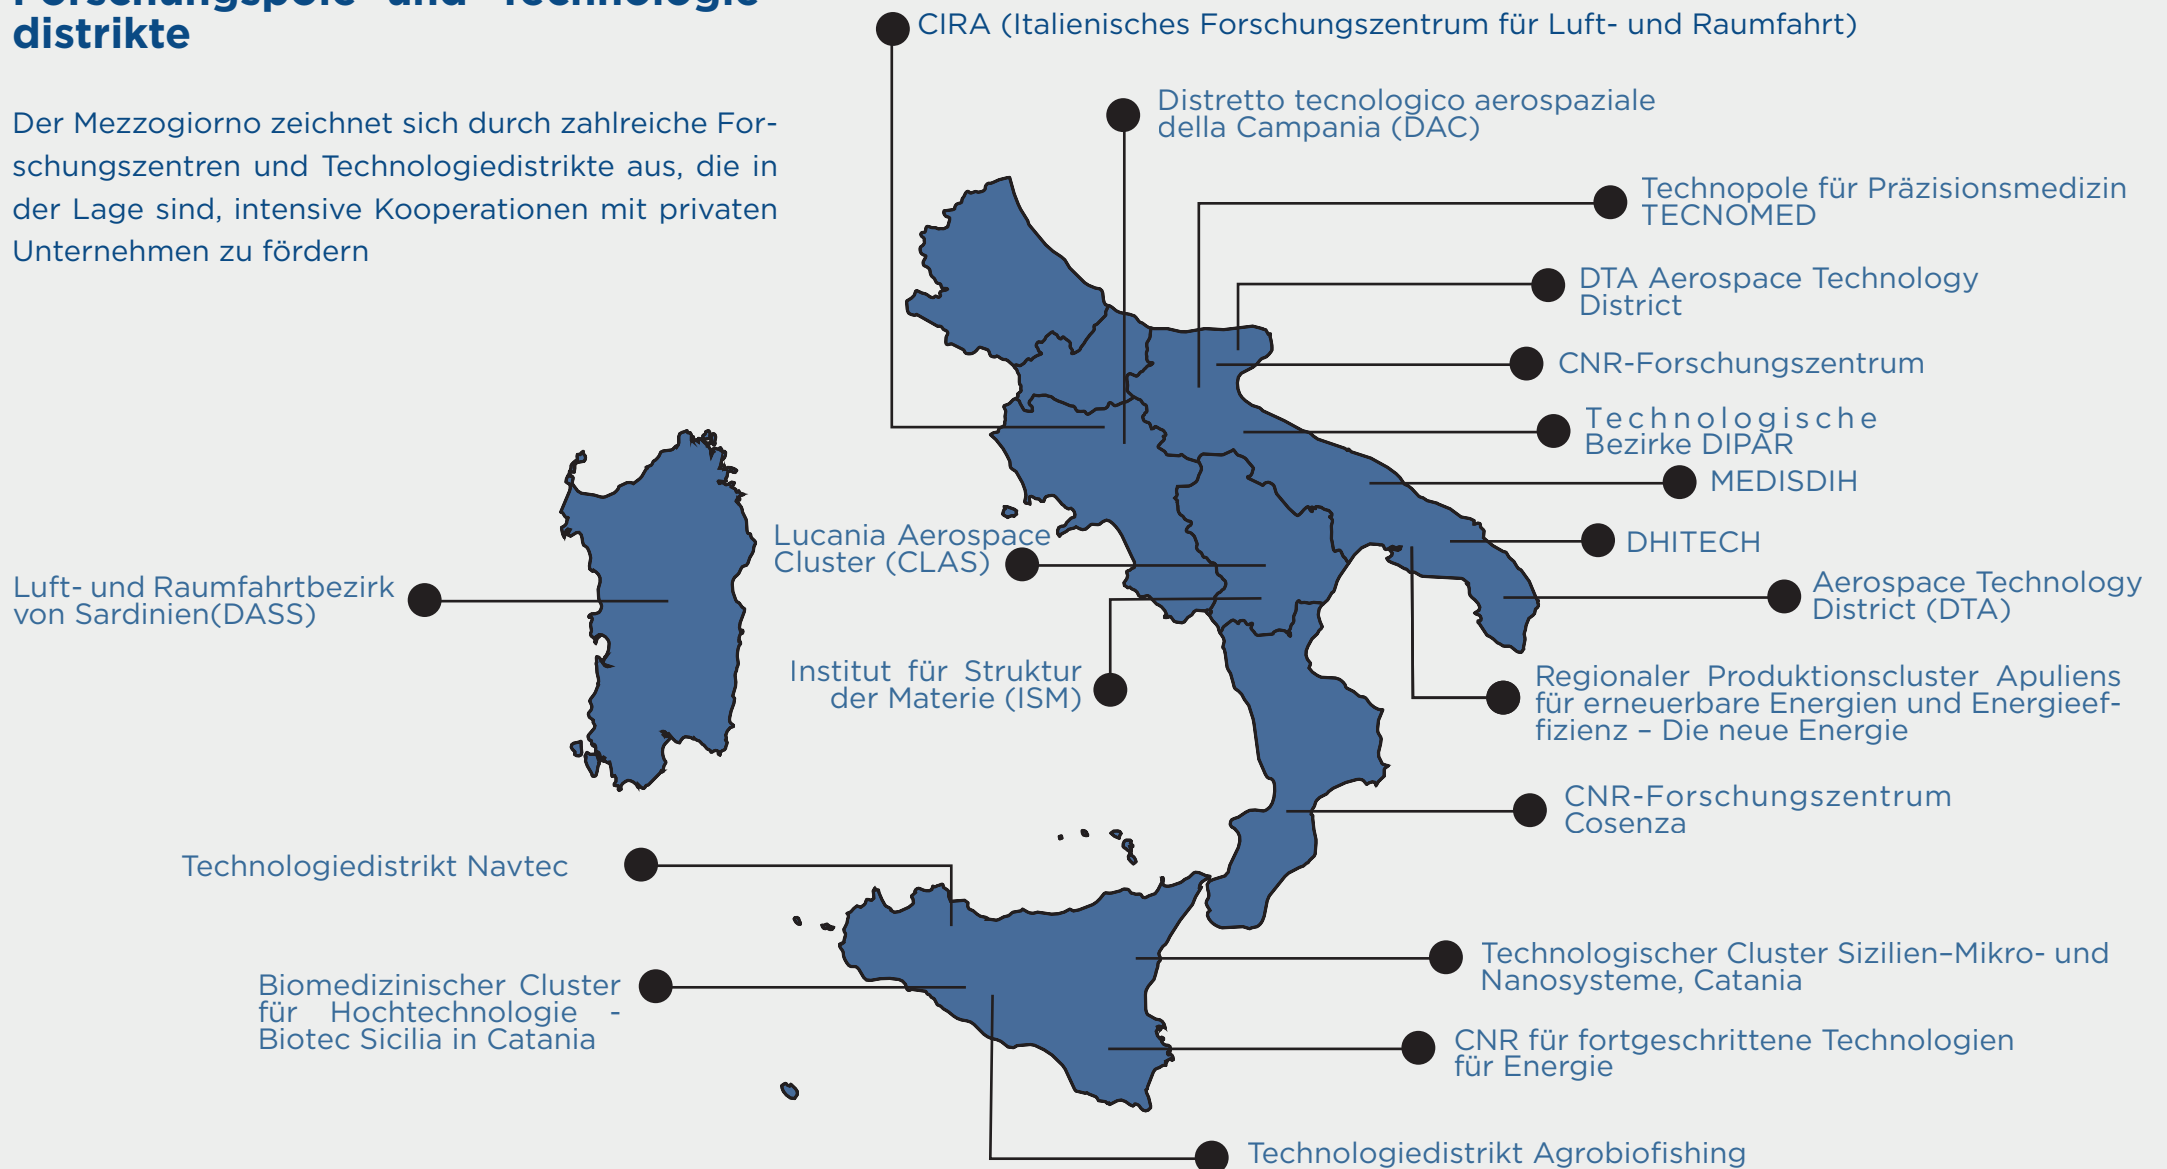 Forschungspole und Technologie-
distrikte
Der Mezzogiorno zeichnet sich durch zahlreiche For-
schungszentren und Technologiedistrikte aus, die in
der Lage sind, intensive Kooperationen mit privaten
Unternehmen zu fördern
CIRA (Italienisches Forschungszentrum für Luft- und Raumfahrt)
Distretto tecnologico aerospaziale
della Campania (DAC)
Technopole für Präzisionsmedizin
TECNOMED
DTA Aerospace Technology
District
CNR-Forschungszentrum
Technologische
Bezirke DIPAR
MEDISDIH
DHITECH
Aerospace Technology
District (DTA)
Lucania Aerospace
Cluster (CLAS)
Luft- und Raumfahrtbezirk
von Sardinien(DASS)
Institut für Struktur
der Materie (ISM)
Regionaler Produktionscluster Apuliens
für erneuerbare Energien und Energieef-
fizienz – Die neue Energie
CNR-Forschungszentrum
Cosenza
Technologiedistrikt Navtec
Technologischer Cluster Sizilien–Mikro- und
Nanosysteme, Catania
Biomedizinischer Cluster
für Hochtechnologie -
Biotec Sicilia in Catania
CNR für fortgeschrittene Technologien
für Energie
Technologiedistrikt Agrobiofishing